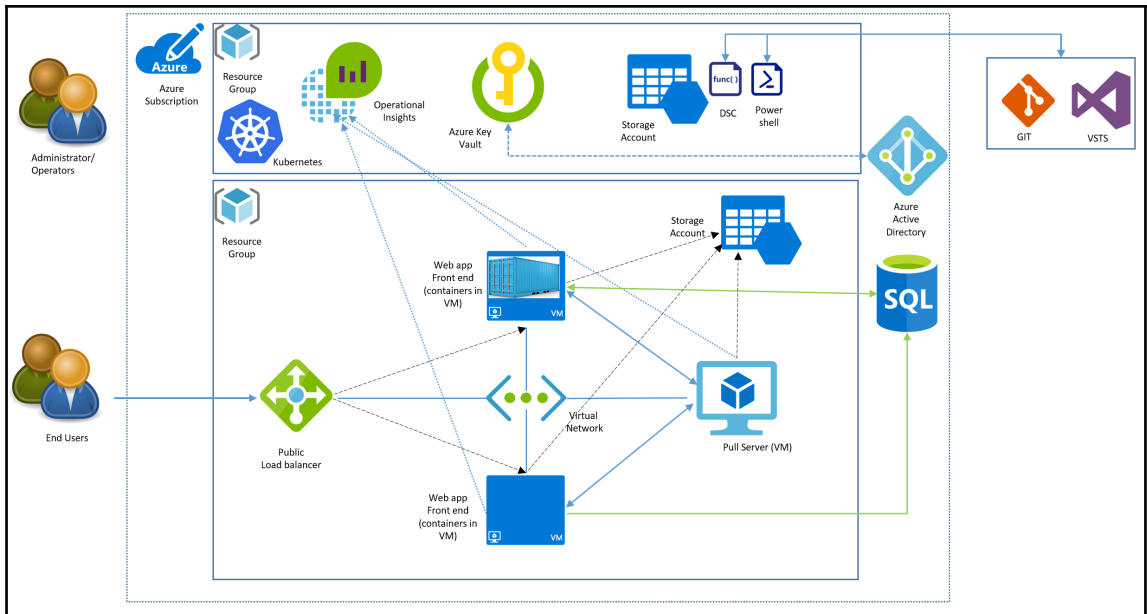 Azure
Azure
Subscription
Resource
Group
Kubernetes
Operational
Insights
Azure Key
Vault
Storage
Account
func( )
DSC
Power
shell
GIT
VSTS
Administrator/
Operators
Azure
Active
Directory
Resource
Group
Storage
Account
Web app
Front end
(containers in
VM)
VM
SQL
End Users
Public
Load balancer
Virtual
Network
Pull Server (VM)
Web app
Front end
(containers in
VM)
VM